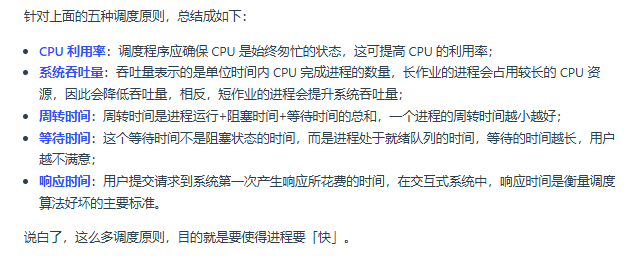 针对上面的五种调度原则，总结成如下：
• CPU 利用率：调度程序应确保 CPU 是始终匆忙的状态，这可提高 CPU 的利用率；
• 系统吞吐量：吞吐量表示的是单位时间内 CPU 完成进程的数量，长作业的进程会占用较长的 CPU 资
源，因此会降低吞吐量，相反，短作业的进程会提升系统吞吐量；
• 周转时间：周转时间是进程运行+阻塞时间+等待时间的总和，一个进程的周转时间越小越好；
• 等待时间：这个等待时间不是阻塞状态的时间，而是进程处于就绪队列的时间，等待的时间越长，用户
越不满意；
• 响应时间：用户提交请求到系统第一次产生响应所花费的时间，在交互式系统中，响应时间是衡量调度
算法好坏的主要标准。
说白了，这么多调度原则，目的就是要使得进程要「快」。